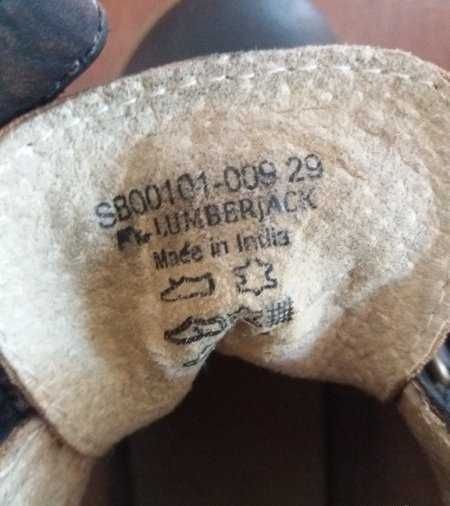 SB00101-009 29
LUMBERJACK
Made in India